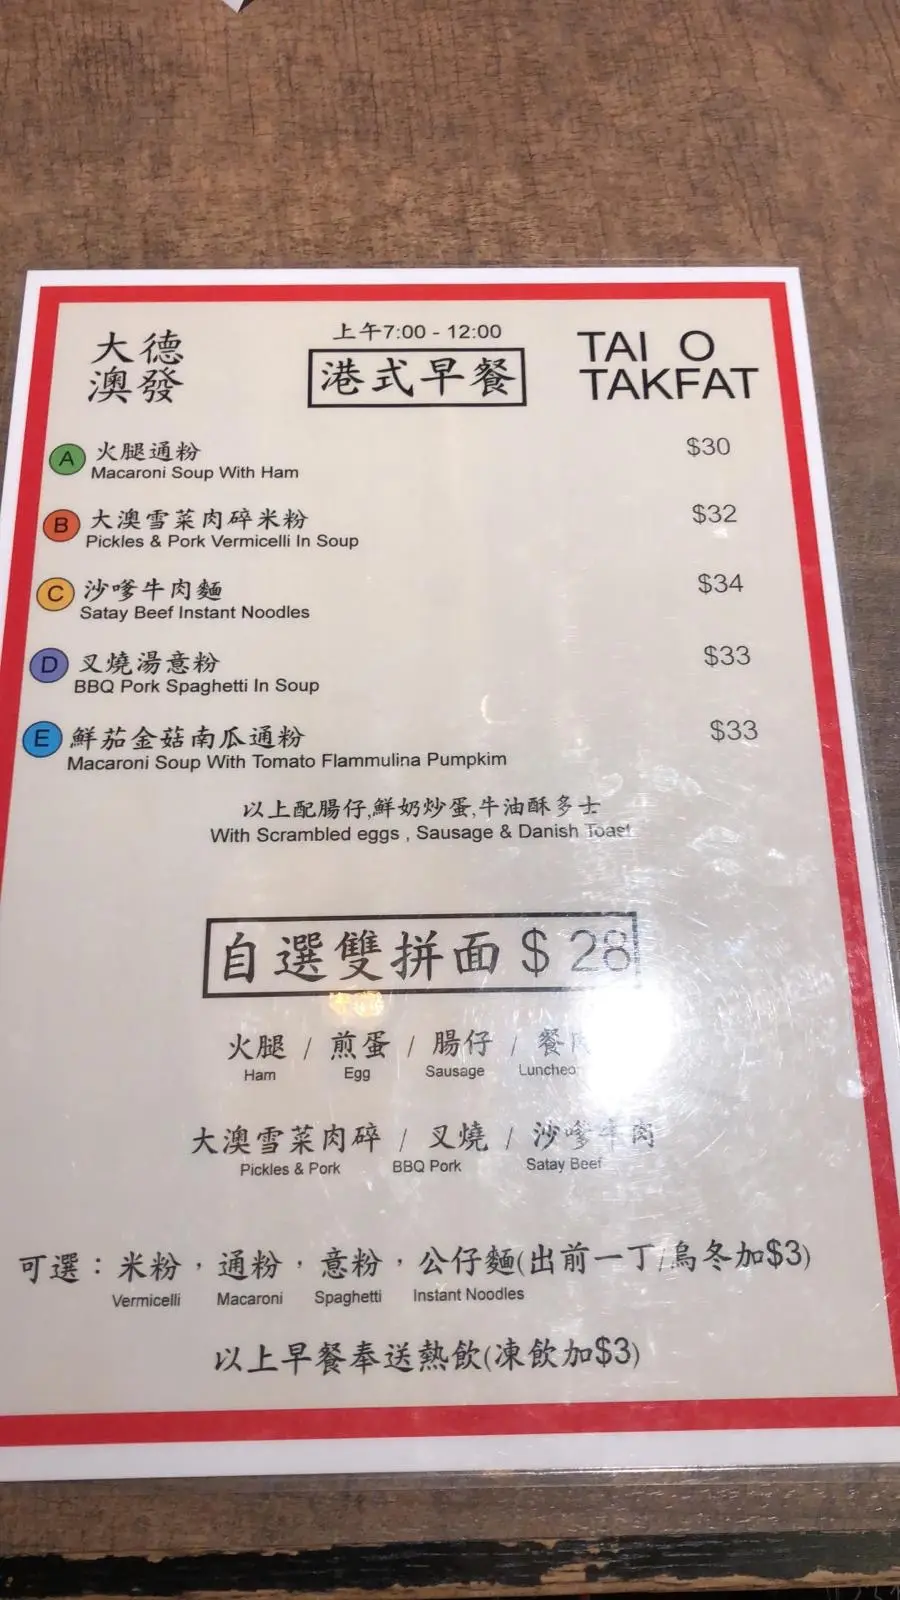 上午7:00 - 12:00
大德
澳發
港式早餐
TAI O
TAKFAT
A 火腿通粉 $30
Macaroni Soup With Ham
B 大澳雪菜肉碎米粉 $32
Pickles & Pork Vermicelli In Soup
C 沙嗲牛肉麵 $34
Satay Beef Instant Noodles
D 叉燒湯意粉 $33
BBQ Pork Spaghetti In Soup
E 鮮茄金菇南瓜通粉 $33
Macaroni Soup With Tomato Flammulina Pumpkim
以上配腸仔,鮮奶炒蛋,牛油酥多士
With Scrambled eggs , Sausage & Danish Toast
自選雙拼面 $ 28
火腿 / 煎蛋 / 腸仔 / 餐肉
Ham Egg Sausage
大澳雪菜肉碎 / 叉燒 / 沙嗲牛肉
Pickles & Pork BBQ Pork Satay Beef
可選：米粉，通粉，意粉，公仔麵(出前一丁/烏冬加$3)
Vermicelli Macaroni Spaghetti Instant Noodles
以上早餐奉送熱飲(凍飲加$3)